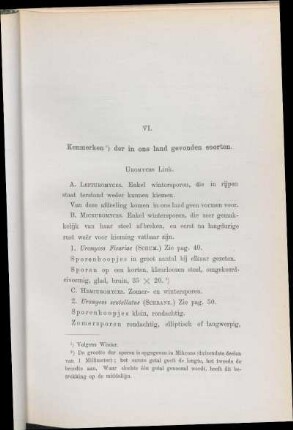 VI.
Kenmerken ¹) der in ons land gevonden soorten.
Uromyces Link.
A. Lepturomyces. Enkel wintersporen, die in rijpen
staat terstond weder kiemen kunnen.
Van deze afdeeling komen in ons land geen vormen voor.
B. Micruromyces. Enkel wintersporen, die zeer gemak-
kelijk van haar steel afbreken, en eerst na langdurige
rust weer voor kieming vatbaar zijn.
1. Uromyces Ficariae (Schum.) Zie pag. 40.
Sporenhoopjes in groot aantal bij elkaar gezeten.
Sporen op een korten, kleurloozen steel, omgekeerd-
eivormig, glad, bruin, 35 × 20. ²)
C. Hemiuromyces. Zomer- en wintersporen.
2. Uromyces scutellatus (Schrank.) Zie pag. 50.
Sporenhoopjes klein, rondachtig.
Zomersporen rondachtig, elliptisch of langwerpig,
¹) Volgens Winter.
²) De grootte der sporen is opgegeven in Mikrons (duizendste deelen
van 1 Millimeter); het eerste getal geeft de lengte, het tweede de
breedte aan. Waar slechts één getal genoemd wordt, heeft dit be-
trekking op de middellijn.